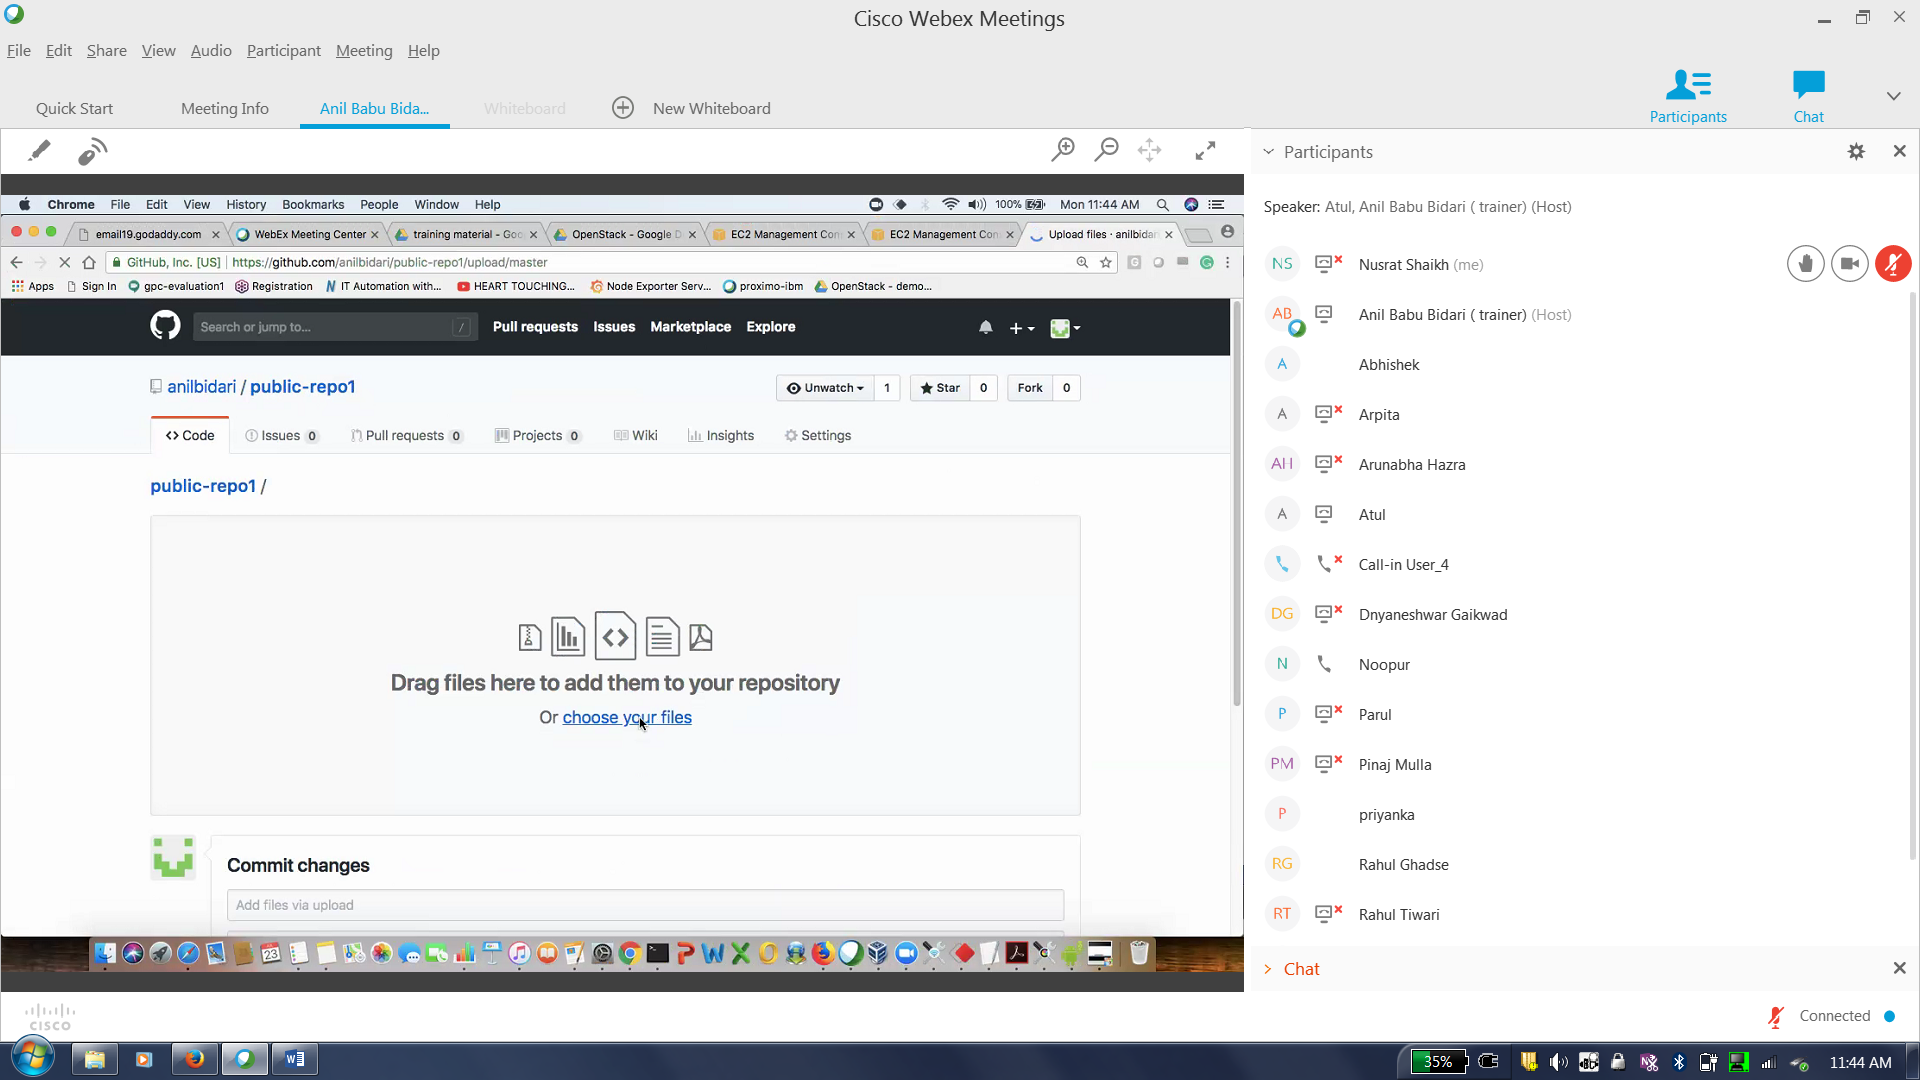 Cisco Webex Meetings
File Edit Share View Audio Participant Meeting Help
Quick Start Meeting Info Anil Babu Bida... Whiteboard New Whiteboard
Participants Chat
Participants
Chrome File Edit View History Bookmarks People Window Help 100% Mon 11:44 AM
email19.godaddy.com WebEx Meeting Center training material - Goo OpenStack - Google D EC2 Management Con EC2 Management Con Upload files · anilbidari
GitHub, Inc. [US] https://github.com/anilbidari/public-repo1/upload/master
Apps Sign In gpc-evaluation1 Registration IT Automation with... HEART TOUCHING... Node Exporter Serv... proximo-ibm OpenStack - demo...
Search or jump to... / Pull requests Issues Marketplace Explore
anilbidari / public-repo1 Unwatch 1 Star 0 Fork 0
Code Issues 0 Pull requests 0 Projects 0 Wiki Insights Settings
public-repo1 /
Drag files here to add them to your repository
Or choose your files
Commit changes
Add files via upload
Speaker: Atul, Anil Babu Bidari ( trainer) (Host)
NS Nusrat Shaikh (me)
AB Anil Babu Bidari ( trainer) (Host)
A Abhishek
A Arpita
AH Arunabha Hazra
A Atul
Call-in User_4
DG Dnyaneshwar Gaikwad
N Noopur
P Parul
PM Pinaj Mulla
P priyanka
RG Rahul Ghadse
RT Rahul Tiwari
Chat
CISCO
Connected
35% 11:44 AM